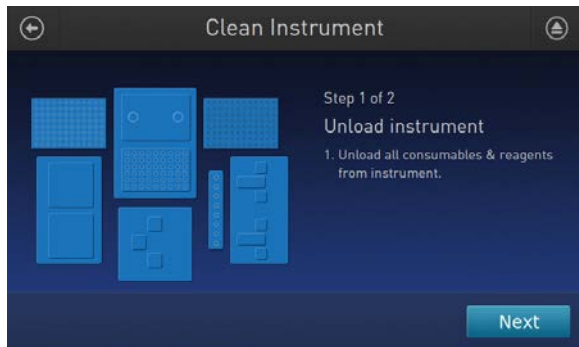 Clean Instrument
Step 1 of 2
Unload instrument
1. Unload all consumables & reagents
from instrument.
Next